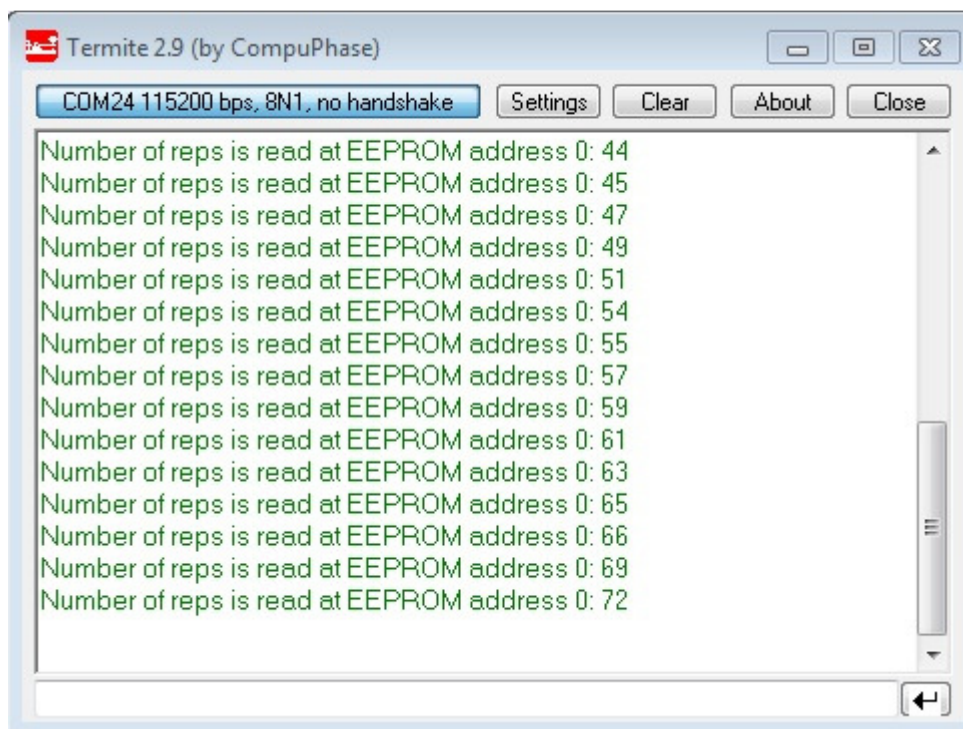 Termite 2.9 (by CompuPhase)
COM24 115200 bps, 8N1, no handshake Settings Clear About Close
Number of reps is read at EEPROM address 0: 44
Number of reps is read at EEPROM address 0: 45
Number of reps is read at EEPROM address 0: 47
Number of reps is read at EEPROM address 0: 49
Number of reps is read at EEPROM address 0: 51
Number of reps is read at EEPROM address 0: 54
Number of reps is read at EEPROM address 0: 55
Number of reps is read at EEPROM address 0: 57
Number of reps is read at EEPROM address 0: 59
Number of reps is read at EEPROM address 0: 61
Number of reps is read at EEPROM address 0: 63
Number of reps is read at EEPROM address 0: 65
Number of reps is read at EEPROM address 0: 66
Number of reps is read at EEPROM address 0: 69
Number of reps is read at EEPROM address 0: 72